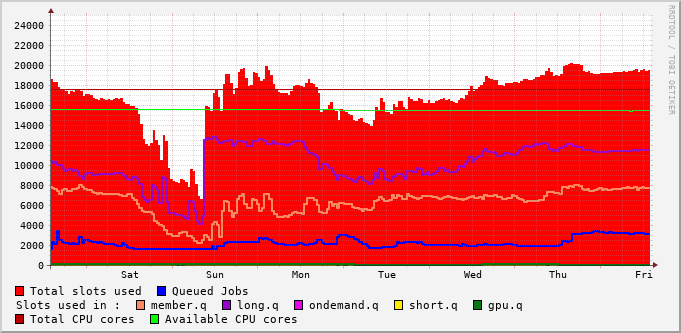 24000
22000
20000
18000
16000
14000
12000
10000
8000
6000
4000
2000
0
Sat Sun Mon Tue Wed Thu Fri
Total slots used Queued Jobs
Slots used in : member.q long.q ondemand.q short.q gpu.q
Total CPU cores Available CPU cores
RRDTOOL / TOBI OETIKER